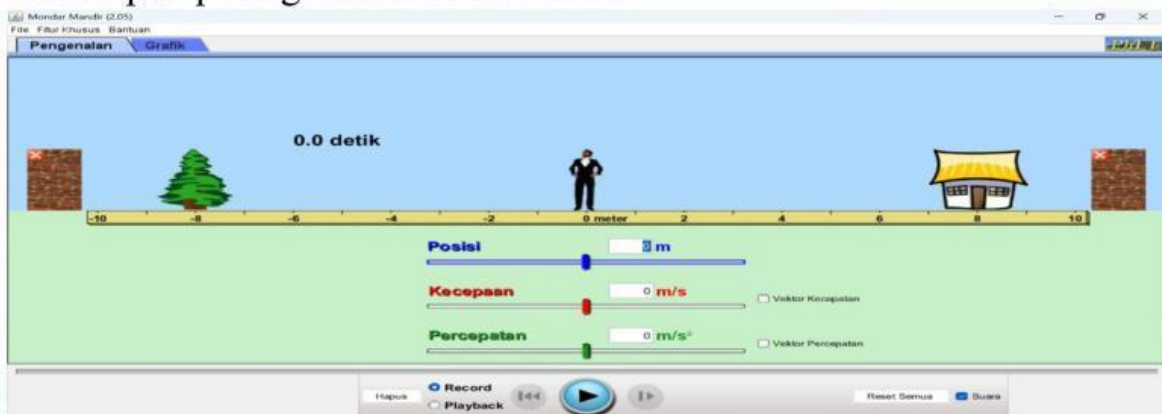 Mondar Mandir (2.05)
File Fitur Khusus Bantuan
Pengenalan Grafik
0.0 detik
-10 -8 -6 -4 -2 0 meter 2 4 6 8 10
Posisi 0 m
Kecepaan 0 m/s
Vektor Kecepatan
Percepatan 0 m/s²
Vektor Percepatan
Hapus
Record
Playback
Reset Semua
Suara